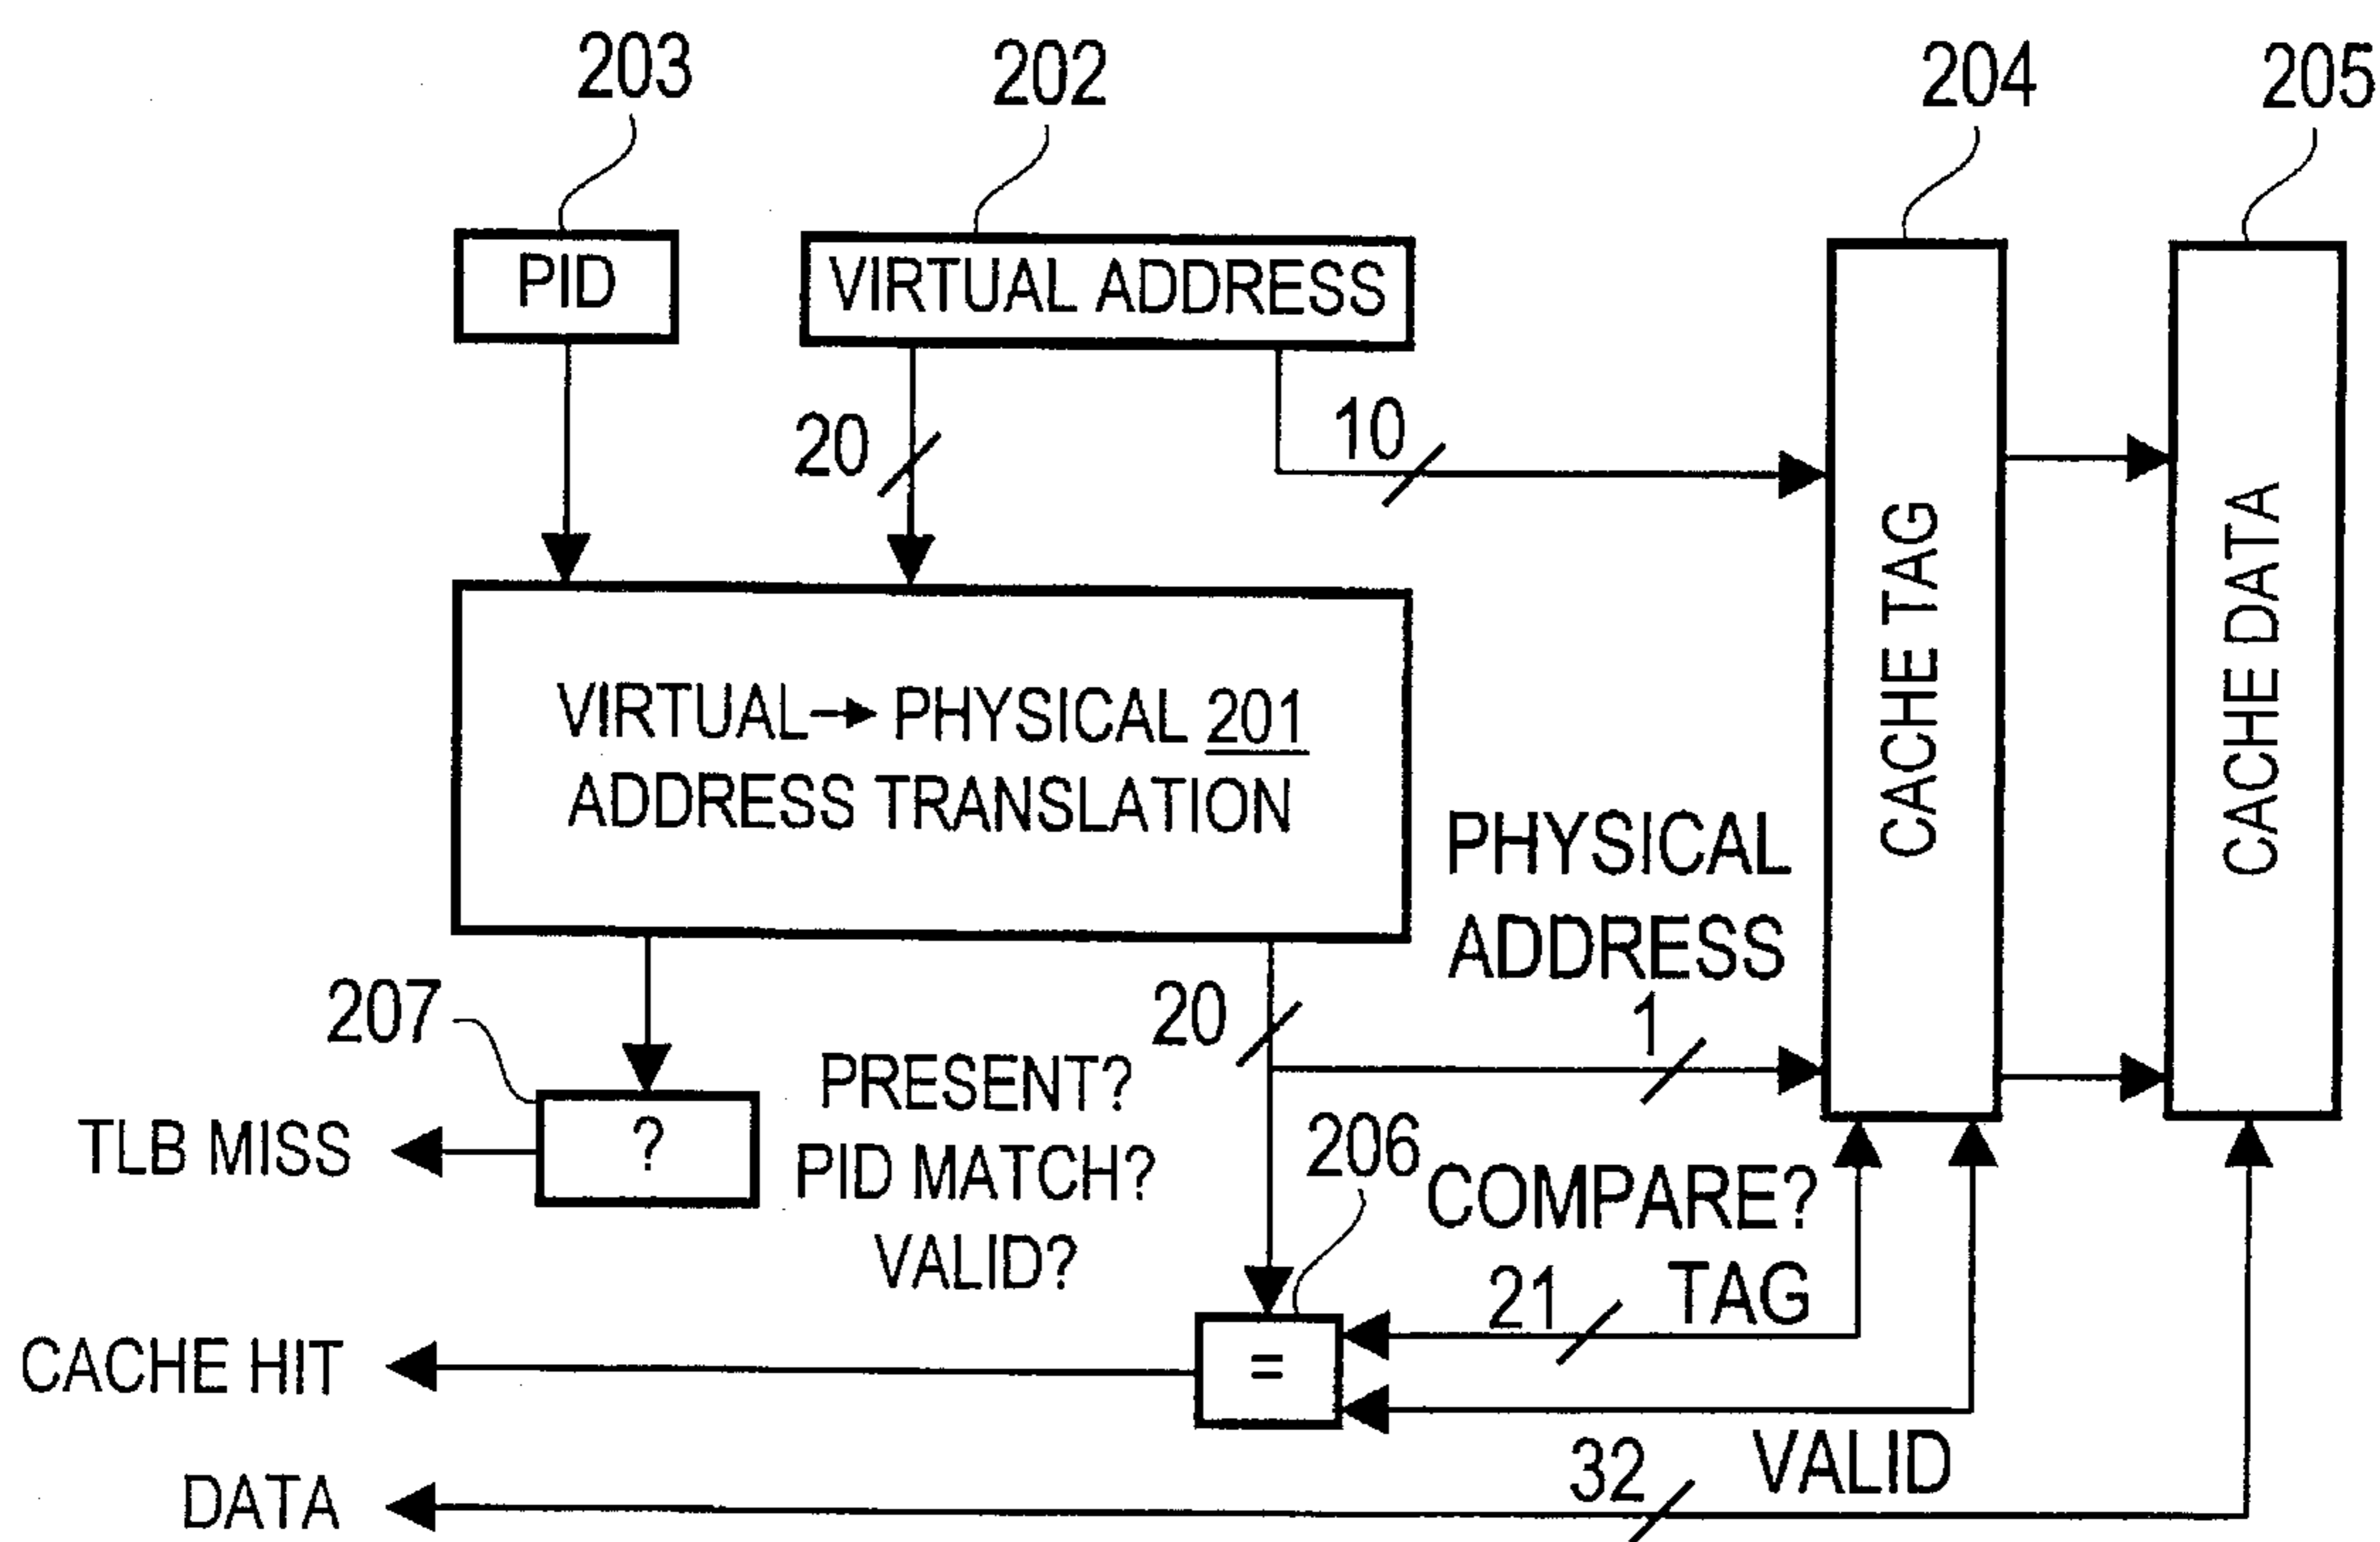 203
202
204
205
PID
VIRTUAL ADDRESS
20
10
CACHE TAG
CACHE DATA
VIRTUAL → PHYSICAL 201
ADDRESS TRANSLATION
PHYSICAL
ADDRESS
207
20
1
PRESENT?
PID MATCH?
VALID?
?
TLB MISS
206
COMPARE?
21
TAG
=
CACHE HIT
32
VALID
DATA